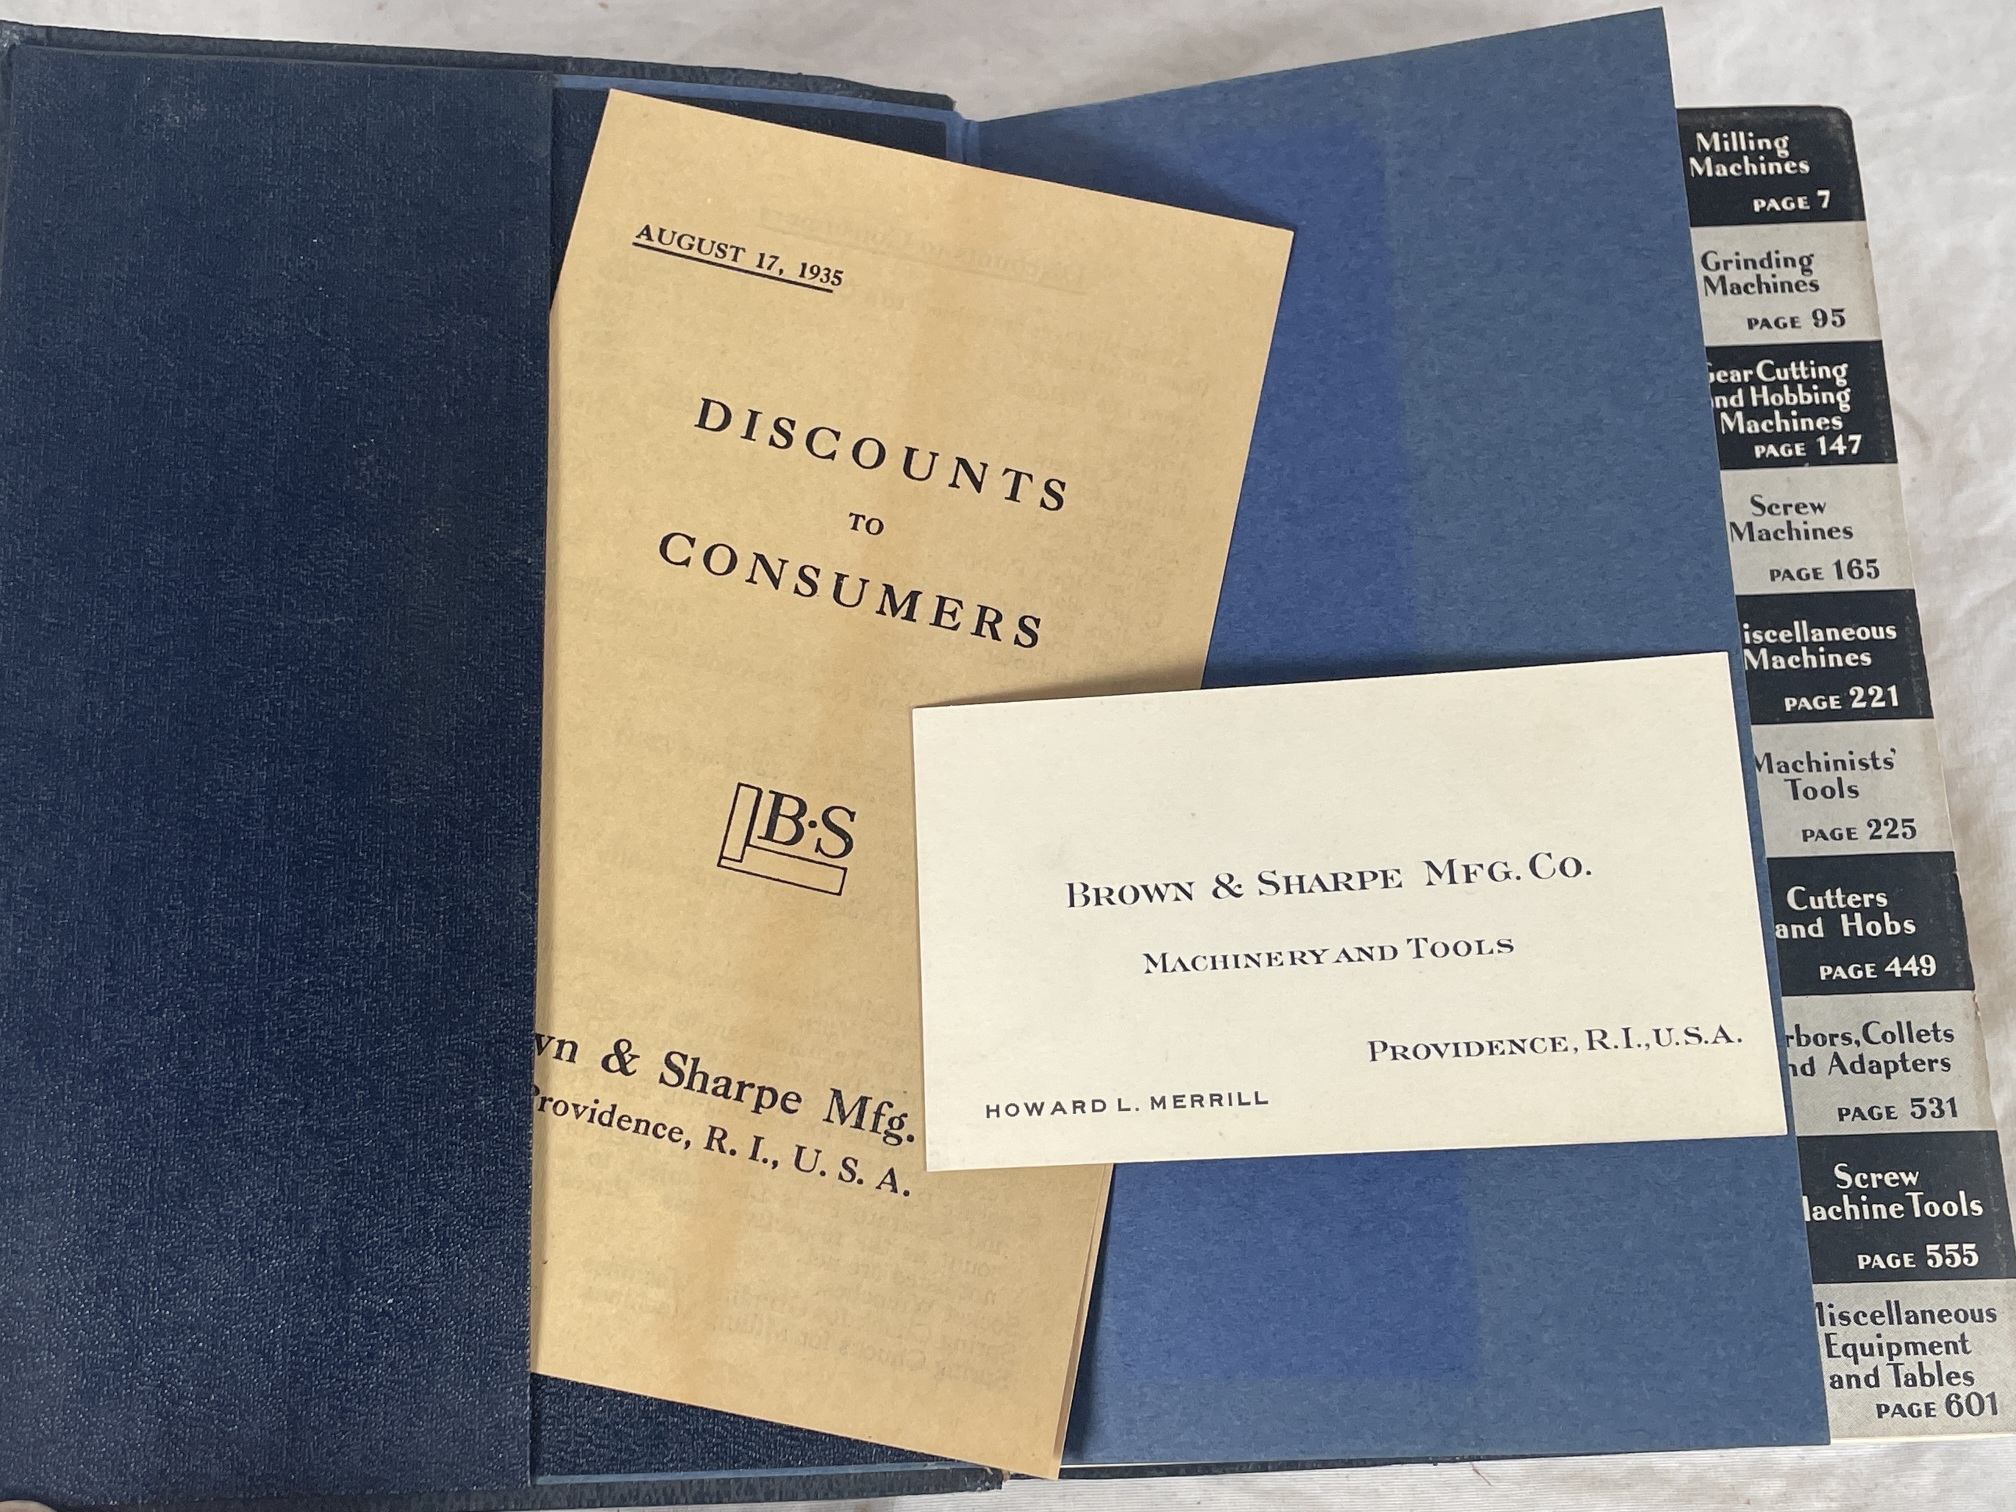 AUGUST 17, 1935
DISCOUNTS
TO
CONSUMERS
B·S
wn & Sharpe Mfg.
Providence, R. I., U. S. A.
BROWN & SHARPE MFG. CO.
MACHINERY AND TOOLS
PROVIDENCE, R.I., U.S.A.
HOWARD L. MERRILL
Milling
Machines
PAGE 7
Grinding
Machines
PAGE 95
Gear Cutting
and Hobbing
Machines
PAGE 147
Screw
Machines
PAGE 165
iscellaneous
Machines
PAGE 221
Machinists'
Tools
PAGE 225
Cutters
and Hobs
PAGE 449
rbors, Collets
nd Adapters
PAGE 531
Screw
achine Tools
PAGE 555
iscellaneous
Equipment
and Tables
PAGE 601